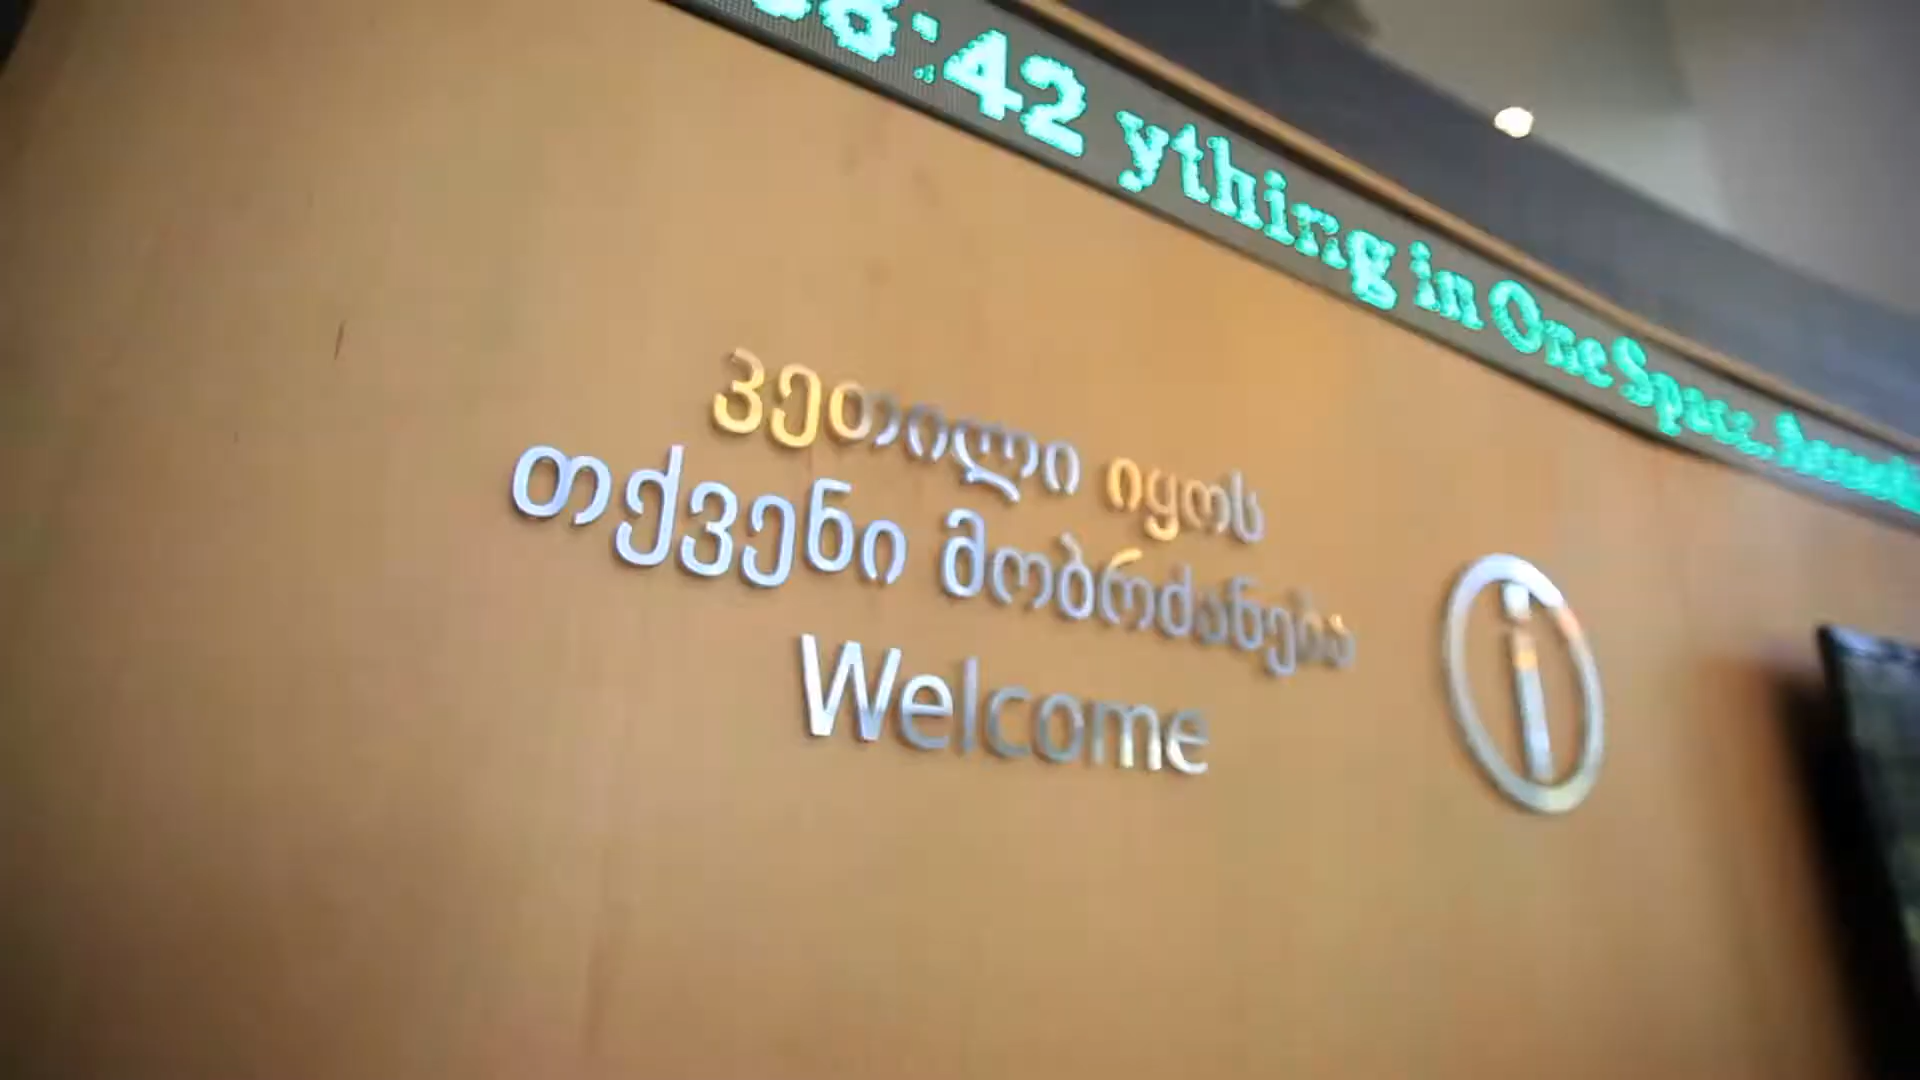 :42 ything in One Space.
კეთილი იყოს
თქვენი მობრძანება
Welcome
i